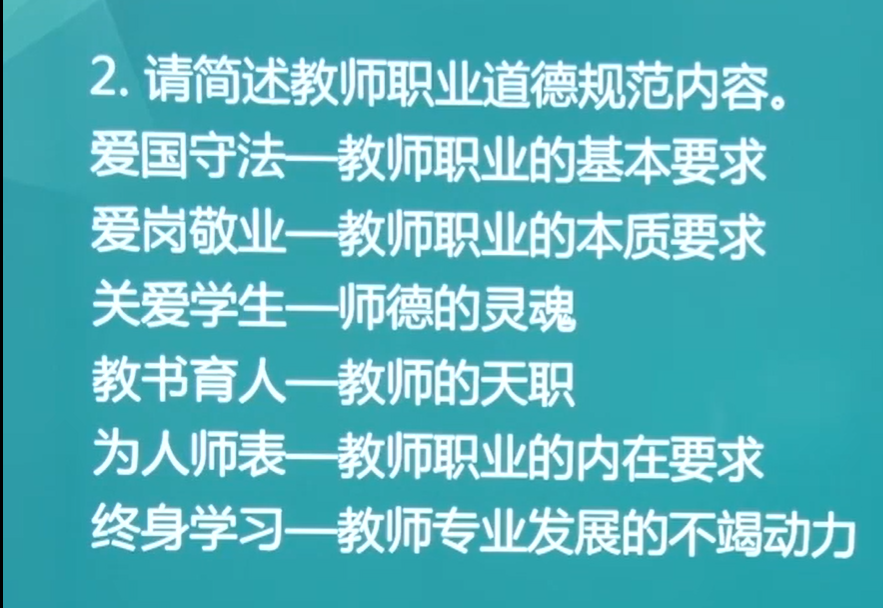 2. 请简述教师职业道德规范内容。
爱国守法—教师职业的基本要求
爱岗敬业—教师职业的本质要求
关爱学生—师德的灵魂
教书育人—教师的天职
为人师表—教师职业的内在要求
终身学习—教师专业发展的不竭动力